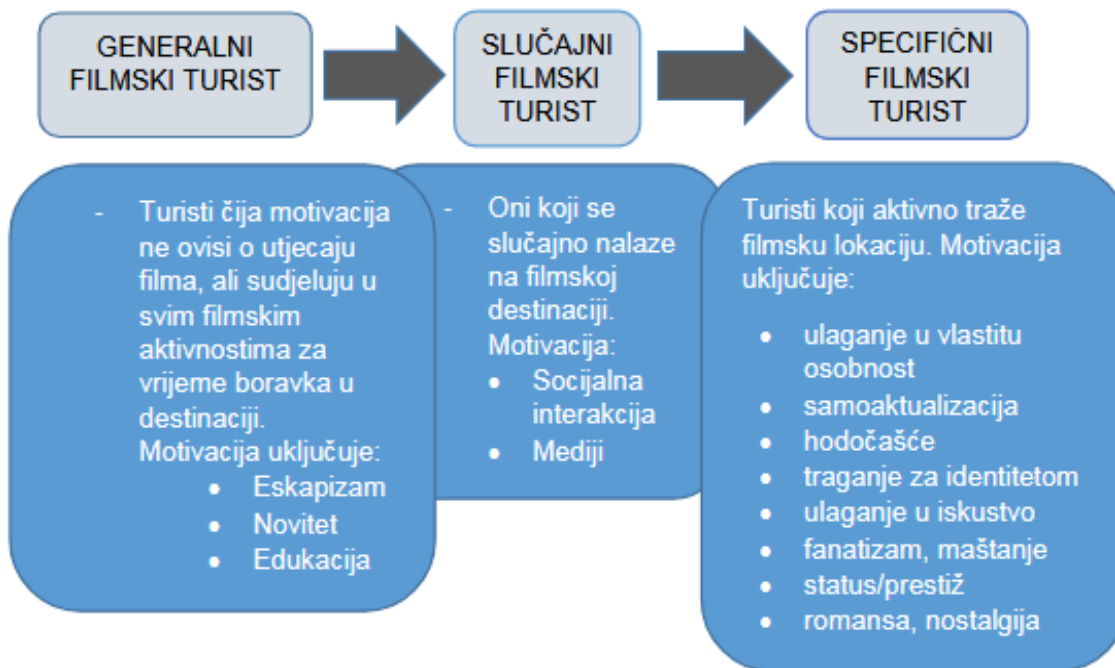 GENERALNI
FILMSKI TURIST
SLUČAJNI
FILMSKI
TURIST
SPECIFIČNI
FILMSKI
TURIST
- Turisti čija motivacija
ne ovisi o utjecaju
filma, ali sudjeluju u
svim filmskim
aktivnostima za
vrijeme boravka u
destinaciji.
Motivacija uključuje:
• Eskapizam
• Novitet
• Edukacija
- Oni koji se
slučajno nalaze
na filmskoj
destinaciji.
Motivacija:
• Socijalna
interakcija
• Mediji
Turisti koji aktivno traže
filmsku lokaciju. Motivacija
uključuje:
• ulaganje u vlastitu
osobnost
• samoaktualizacija
• hodočašće
• traganje za identitetom
• ulaganje u iskustvo
• fanatizam, maštanje
• status/prestiž
• romansa, nostalgija